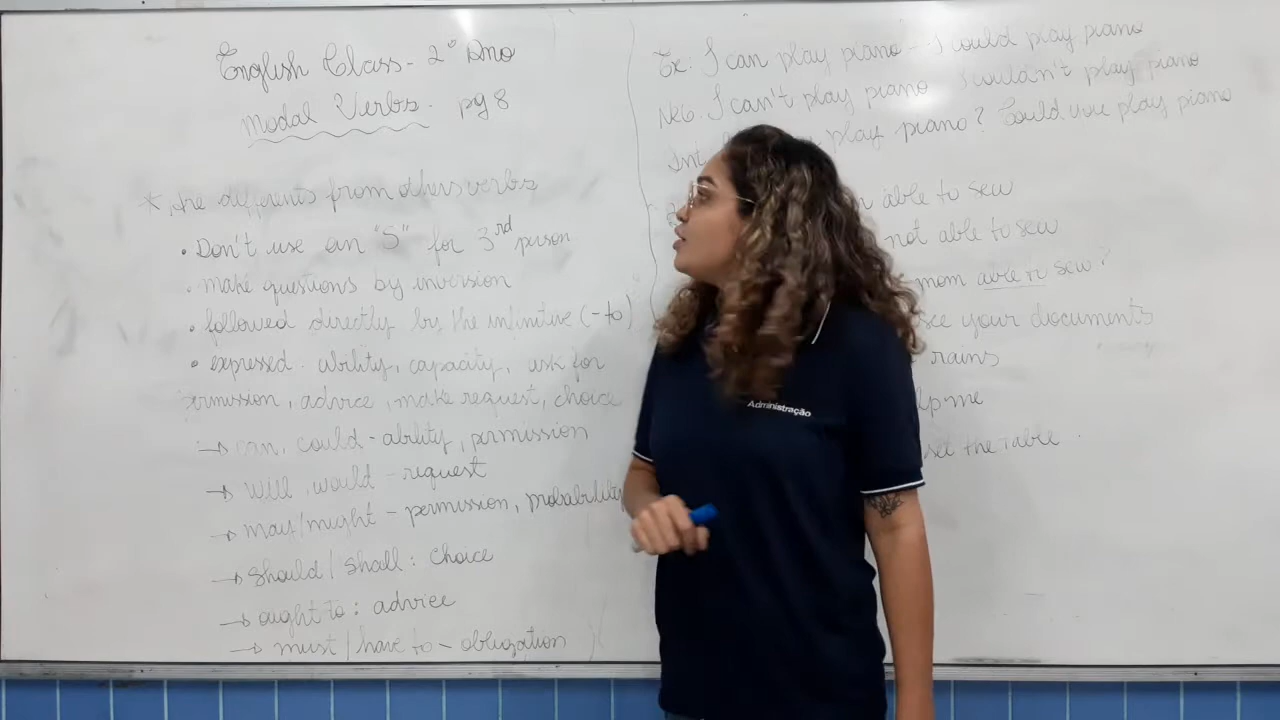 English Class - 2º Ano
Modal Verbs. pg 8
* Are differents from others verbs
• Don't use an "S" for 3rd person
• make questions by inversion
• followed directly by the infinitive (-to)
• expressed. ability, capacity, ask for
permission, advice, make request, choice
→ can, could - ability, permission
→ will, would - request
→ may/might - permission, probability
→ Should / shall: choice
→ ought to: advice
→ must / have to - obligation
Ex: I can play piano - I could play piano
Neg. I can't play piano I couldn't play piano
Int. play piano? Could you play piano
able to sew
not able to sew
mom able to sew?
see your documents
rains
me
set the table
Administração